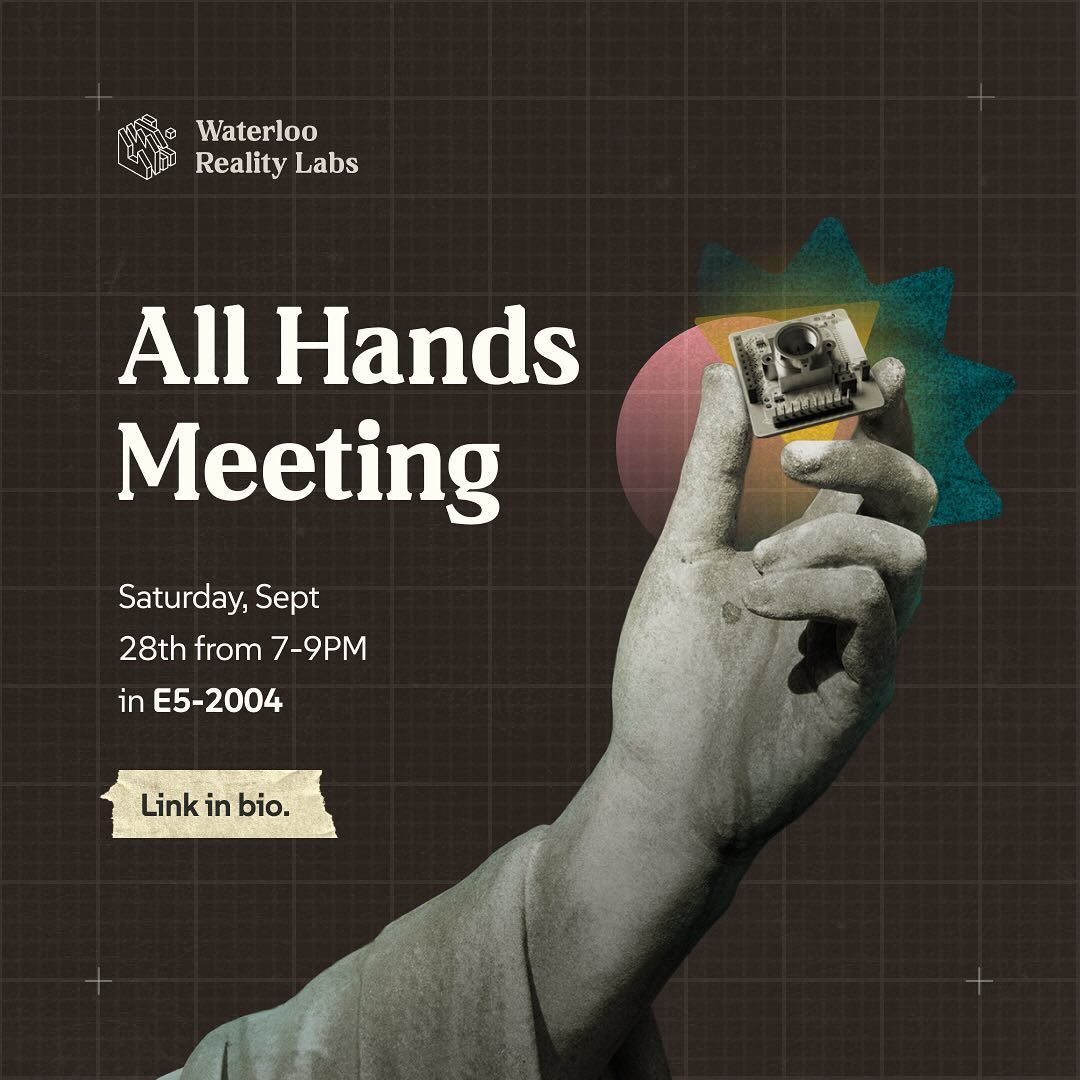 Waterloo
Reality Labs
All Hands
Meeting
Saturday, Sept
28th from 7-9PM
in E5-2004
Link in bio.